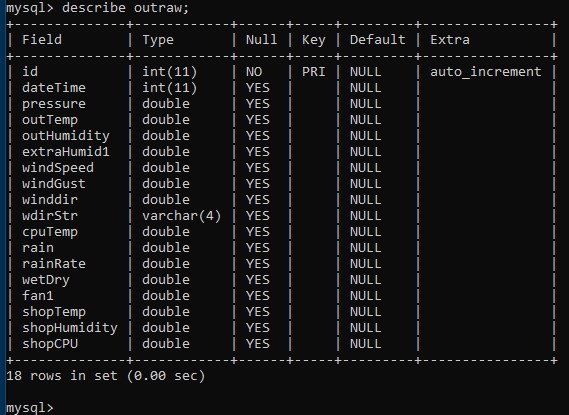 mysql> describe outraw;
+--------------+------------+------+-----+---------+----------------+
| Field        | Type       | Null | Key | Default | Extra          |
+--------------+------------+------+-----+---------+----------------+
| id           | int(11)    | NO   | PRI | NULL    | auto_increment |
| dateTime     | int(11)    | YES  |     | NULL    |                |
| pressure     | double     | YES  |     | NULL    |                |
| outTemp      | double     | YES  |     | NULL    |                |
| outHumidity  | double     | YES  |     | NULL    |                |
| extraHumid1  | double     | YES  |     | NULL    |                |
| windSpeed    | double     | YES  |     | NULL    |                |
| windGust     | double     | YES  |     | NULL    |                |
| winddir      | double     | YES  |     | NULL    |                |
| wdirStr      | varchar(4) | YES  |     | NULL    |                |
| cpuTemp      | double     | YES  |     | NULL    |                |
| rain         | double     | YES  |     | NULL    |                |
| rainRate     | double     | YES  |     | NULL    |                |
| wetDry       | double     | YES  |     | NULL    |                |
| fan1         | double     | YES  |     | NULL    |                |
| shopTemp     | double     | YES  |     | NULL    |                |
| shopHumidity | double     | YES  |     | NULL    |                |
| shopCPU      | double     | YES  |     | NULL    |                |
+--------------+------------+------+-----+---------+----------------+
18 rows in set (0.00 sec)
mysql>